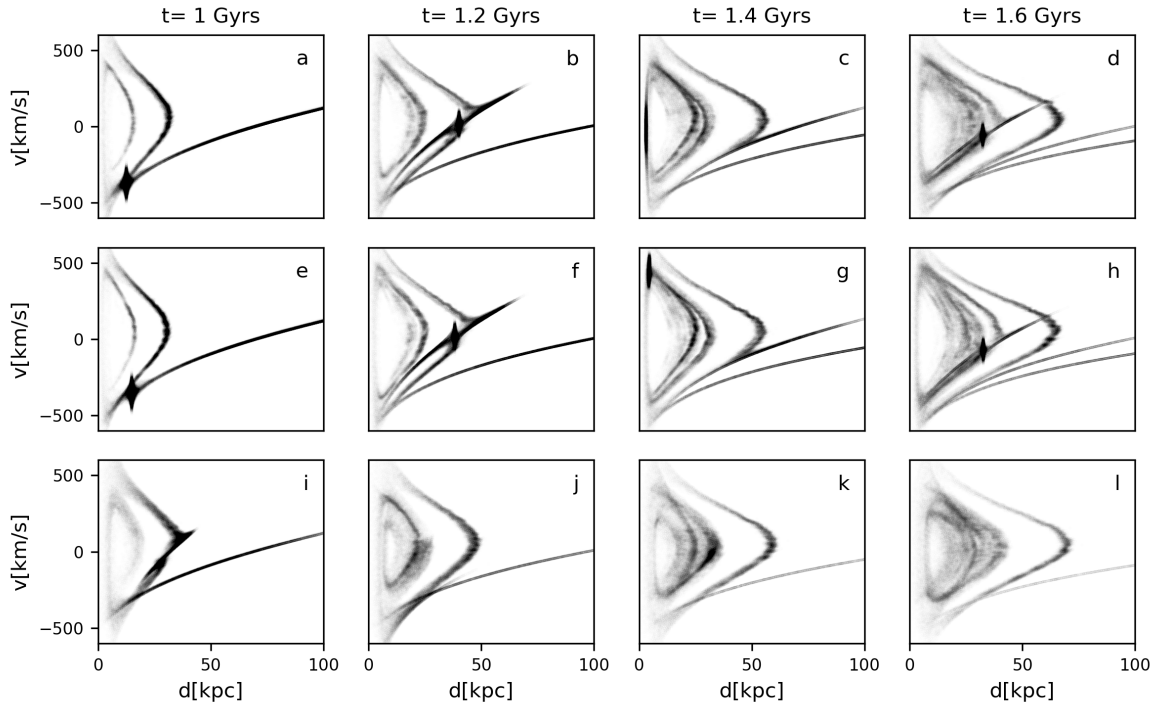 t= 1 Gyrs t= 1.2 Gyrs t= 1.4 Gyrs t= 1.6 Gyrs
500 a b c d
v[km/s] 0
−500
500 e f g h
v[km/s] 0
−500
500 i j k l
v[km/s] 0
−500
0 50 100 0 50 100 0 50 100 0 50 100
d[kpc] d[kpc] d[kpc] d[kpc]